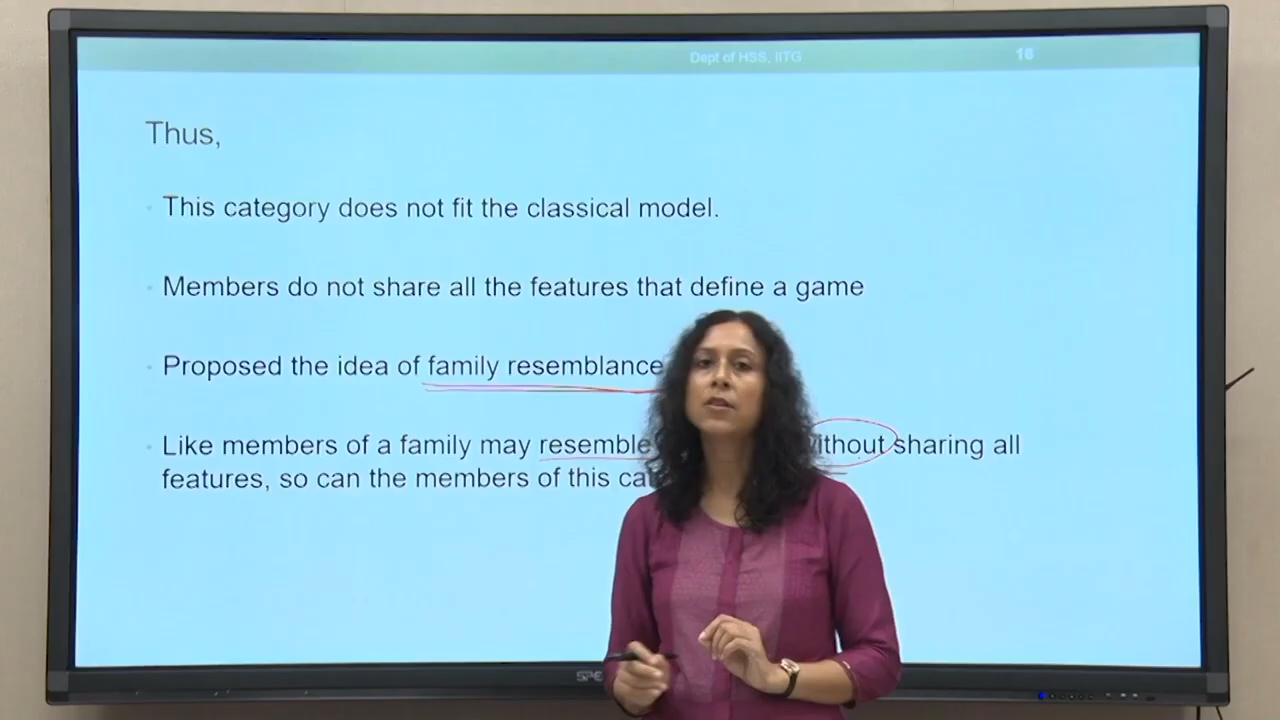 Dept of HSS, IITG 16
Thus,
This category does not fit the classical model.
Members do not share all the features that define a game
Proposed the idea of family resemblance
Like members of a family may resemble sharing all
features, so can the members of this